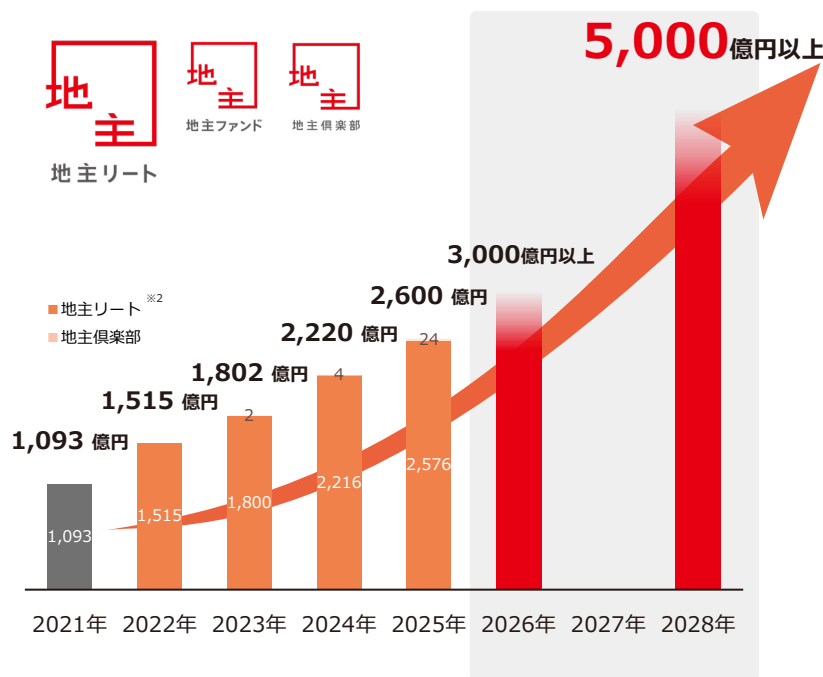 5,000億円以上
地主
地主リート
地主
地主ファンド
地主
地主倶楽部
3,000億円以上
2,600 億円
地主リート ※2
地主倶楽部
2,220 億円
24
1,802 億円
4
1,515 億円
2
1,093 億円
2,576
2,216
1,800
1,515
1,093
2021年 2022年 2023年 2024年 2025年 2026年 2027年 2028年